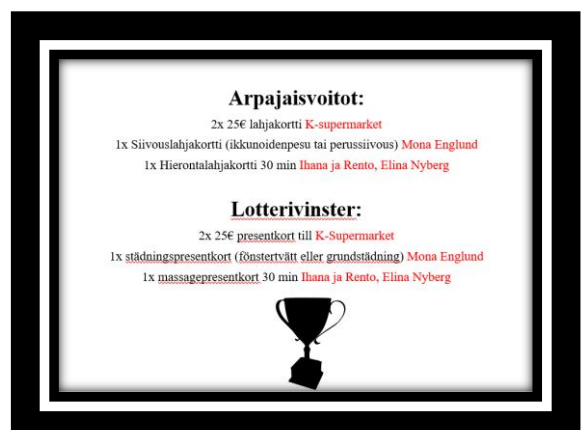 Arpajaisvoitot:
2x 25€ lahjakortti K-supermarket
1x Siivouslahjakortti (ikkunoidenpesu tai perussiivous) Mona Englund
1x Hierontalahjakortti 30 min Ihana ja Rento, Elina Nyberg
Lotterivinster:
2x 25€ presentkort till K-Supermarket
1x städningspresentkort (fönstertvätt eller grundstädning) Mona Englund
1x massagepresentkort 30 min Ihana ja Rento, Elina Nyberg